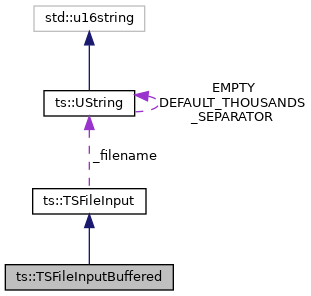 std::u16string
ts::UString
EMPTY
DEFAULT_THOUSANDS
_SEPARATOR
_filename
ts::TSFileInput
ts::TSFileInputBuffered